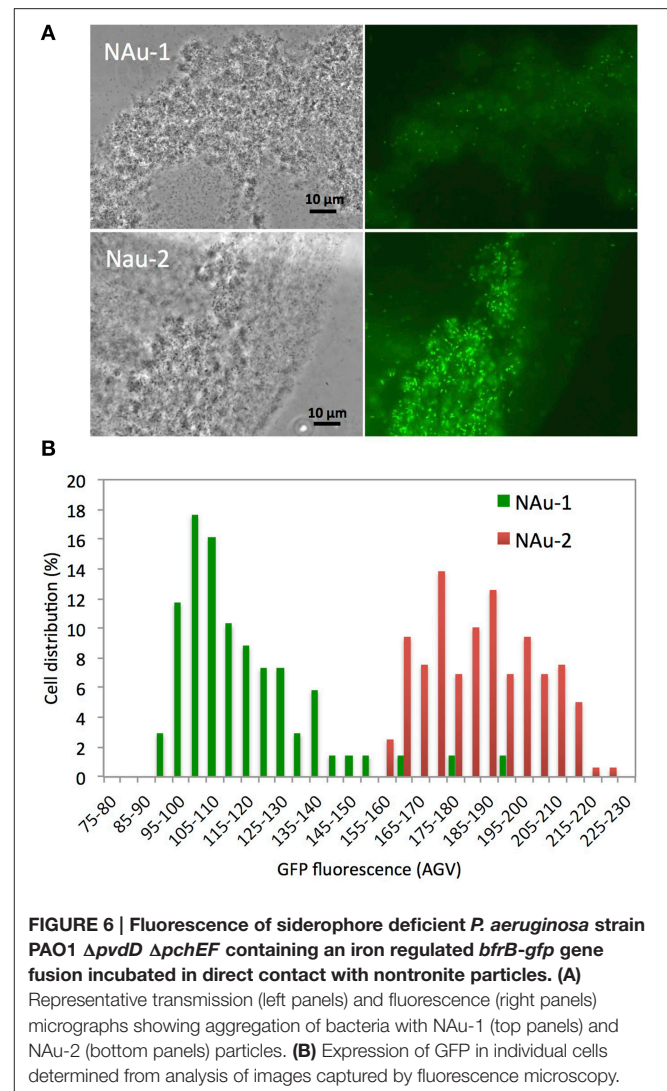 A
NAu-1
10 µm
Nau-2
10 µm
B
20
18
16
14
12
10
8
6
4
2
0
Cell distribution (%)
NAu-1
NAu-2
75-80
85-90
95-100
105-110
115-120
125-130
135-140
145-150
155-160
165-170
175-180
185-190
195-200
205-210
215-220
225-230
GFP fluorescence (AGV)
FIGURE 6 | Fluorescence of siderophore deficient P. aeruginosa strain
PAO1 ΔpvdD ΔpchEF containing an iron regulated bfrB-gfp gene
fusion incubated in direct contact with nontronite particles. (A)
Representative transmission (left panels) and fluorescence (right panels)
micrographs showing aggregation of bacteria with NAu-1 (top panels) and
NAu-2 (bottom panels) particles. (B) Expression of GFP in individual cells
determined from analysis of images captured by fluorescence microscopy.